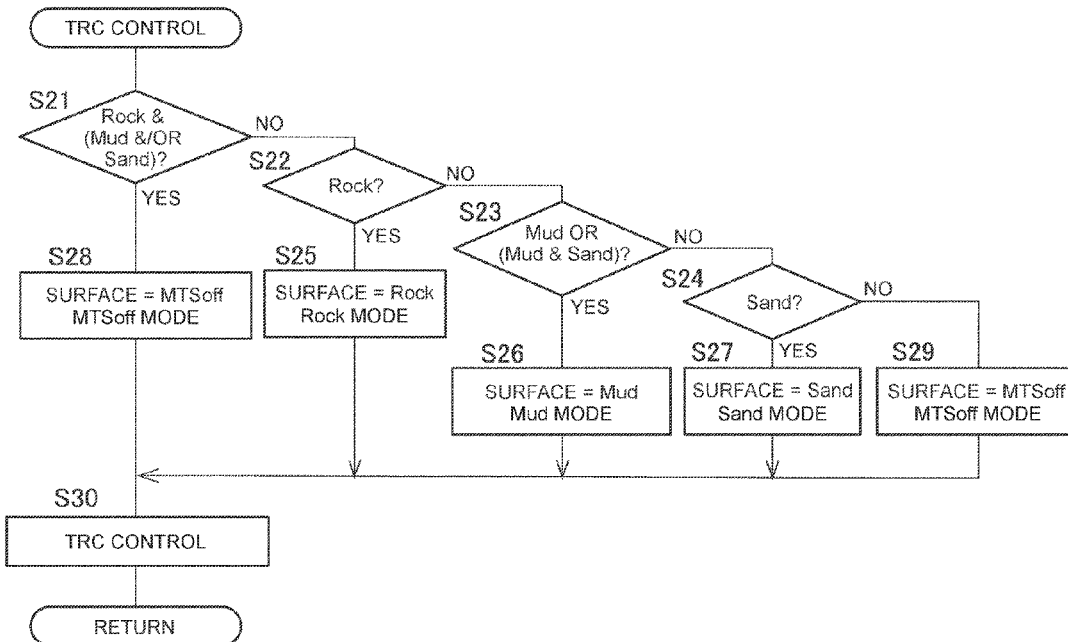 TRC CONTROL
S21
Rock &
(Mud &/OR
Sand)?
NO
YES
S22
Rock?
NO
YES
S23
Mud OR
(Mud & Sand)?
NO
YES
S24
Sand?
NO
YES
S28
SURFACE = MTSoff
MTSoff MODE
S25
SURFACE = Rock
Rock MODE
S26
SURFACE = Mud
Mud MODE
S27
SURFACE = Sand
Sand MODE
S29
SURFACE = MTSoff
MTSoff MODE
S30
TRC CONTROL
RETURN